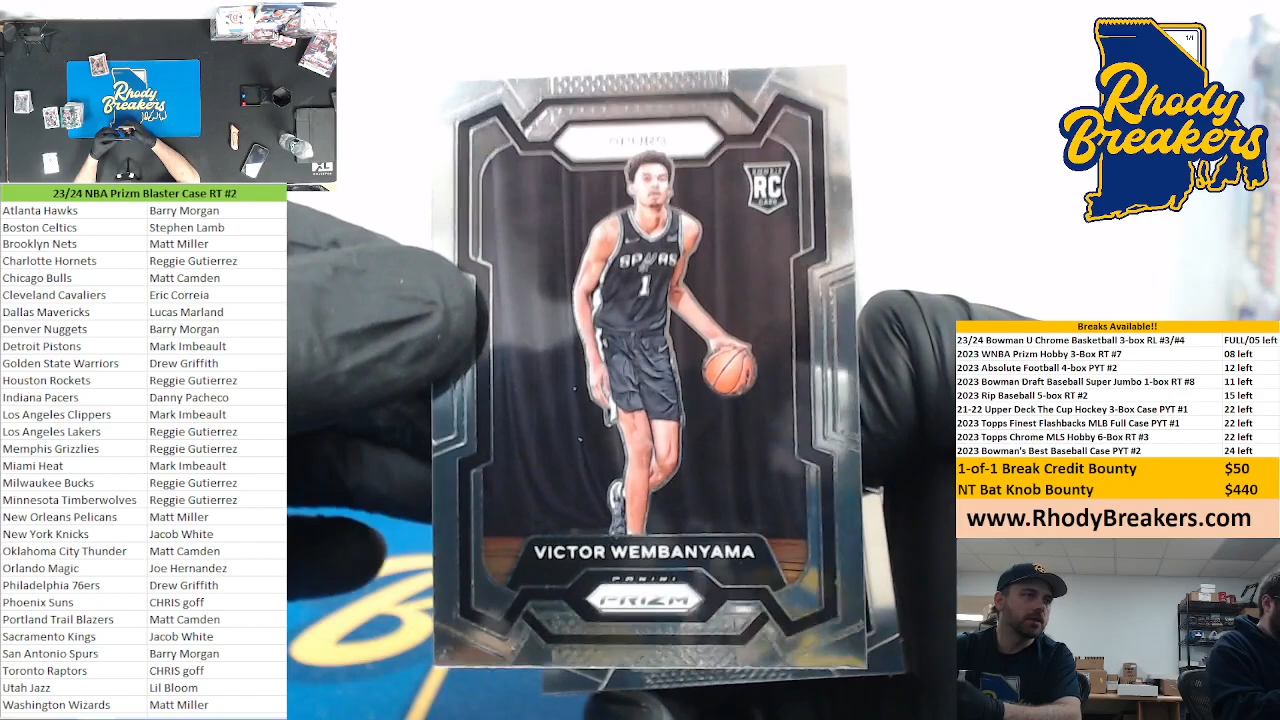 Rhody
Breakers
23/24 NBA Prizm Blaster Case RT #2
Atlanta Hawks Barry Morgan
Boston Celtics Stephen Lamb
Brooklyn Nets Matt Miller
Charlotte Hornets Reggie Gutierrez
Chicago Bulls Matt Camden
Cleveland Cavaliers Eric Correia
Dallas Mavericks Lucas Marland
Denver Nuggets Barry Morgan
Detroit Pistons Mark Imbeault
Golden State Warriors Drew Griffith
Houston Rockets Reggie Gutierrez
Indiana Pacers Danny Pacheco
Los Angeles Clippers Mark Imbeault
Los Angeles Lakers Reggie Gutierrez
Memphis Grizzlies Reggie Gutierrez
Miami Heat Mark Imbeault
Milwaukee Bucks Reggie Gutierrez
Minnesota Timberwolves Reggie Gutierrez
New Orleans Pelicans Matt Miller
New York Knicks Jacob White
Oklahoma City Thunder Matt Camden
Orlando Magic Joe Hernandez
Philadelphia 76ers Drew Griffith
Phoenix Suns CHRIS goff
Portland Trail Blazers Matt Camden
Sacramento Kings Jacob White
San Antonio Spurs Barry Morgan
Toronto Raptors CHRIS goff
Utah Jazz Lil Bloom
Washington Wizards Matt Miller
SPURS
RC
SPURS
1
VICTOR WEMBANYAMA
PANINI
PRIZM
1/1
Rhody
Breakers
Breaks Available!!
23/24 Bowman U Chrome Basketball 3-box RL #3/#4 FULL/05 left
2023 WNBA Prizm Hobby 3-Box RT #7 08 left
2023 Absolute Football 4-box PYT #2 12 left
2023 Bowman Draft Baseball Super Jumbo 1-box RT #8 11 left
2023 Rip Baseball 5-box RT #2 15 left
21-22 Upper Deck The Cup Hockey 3-Box Case PYT #1 22 left
2023 Topps Finest Flashbacks MLB Full Case PYT #1 22 left
2023 Topps Chrome MLS Hobby 6-Box RT #3 22 left
2023 Bowman's Best Baseball Case PYT #2 24 left
1-of-1 Break Credit Bounty $50
NT Bat Knob Bounty $440
www.RhodyBreakers.com